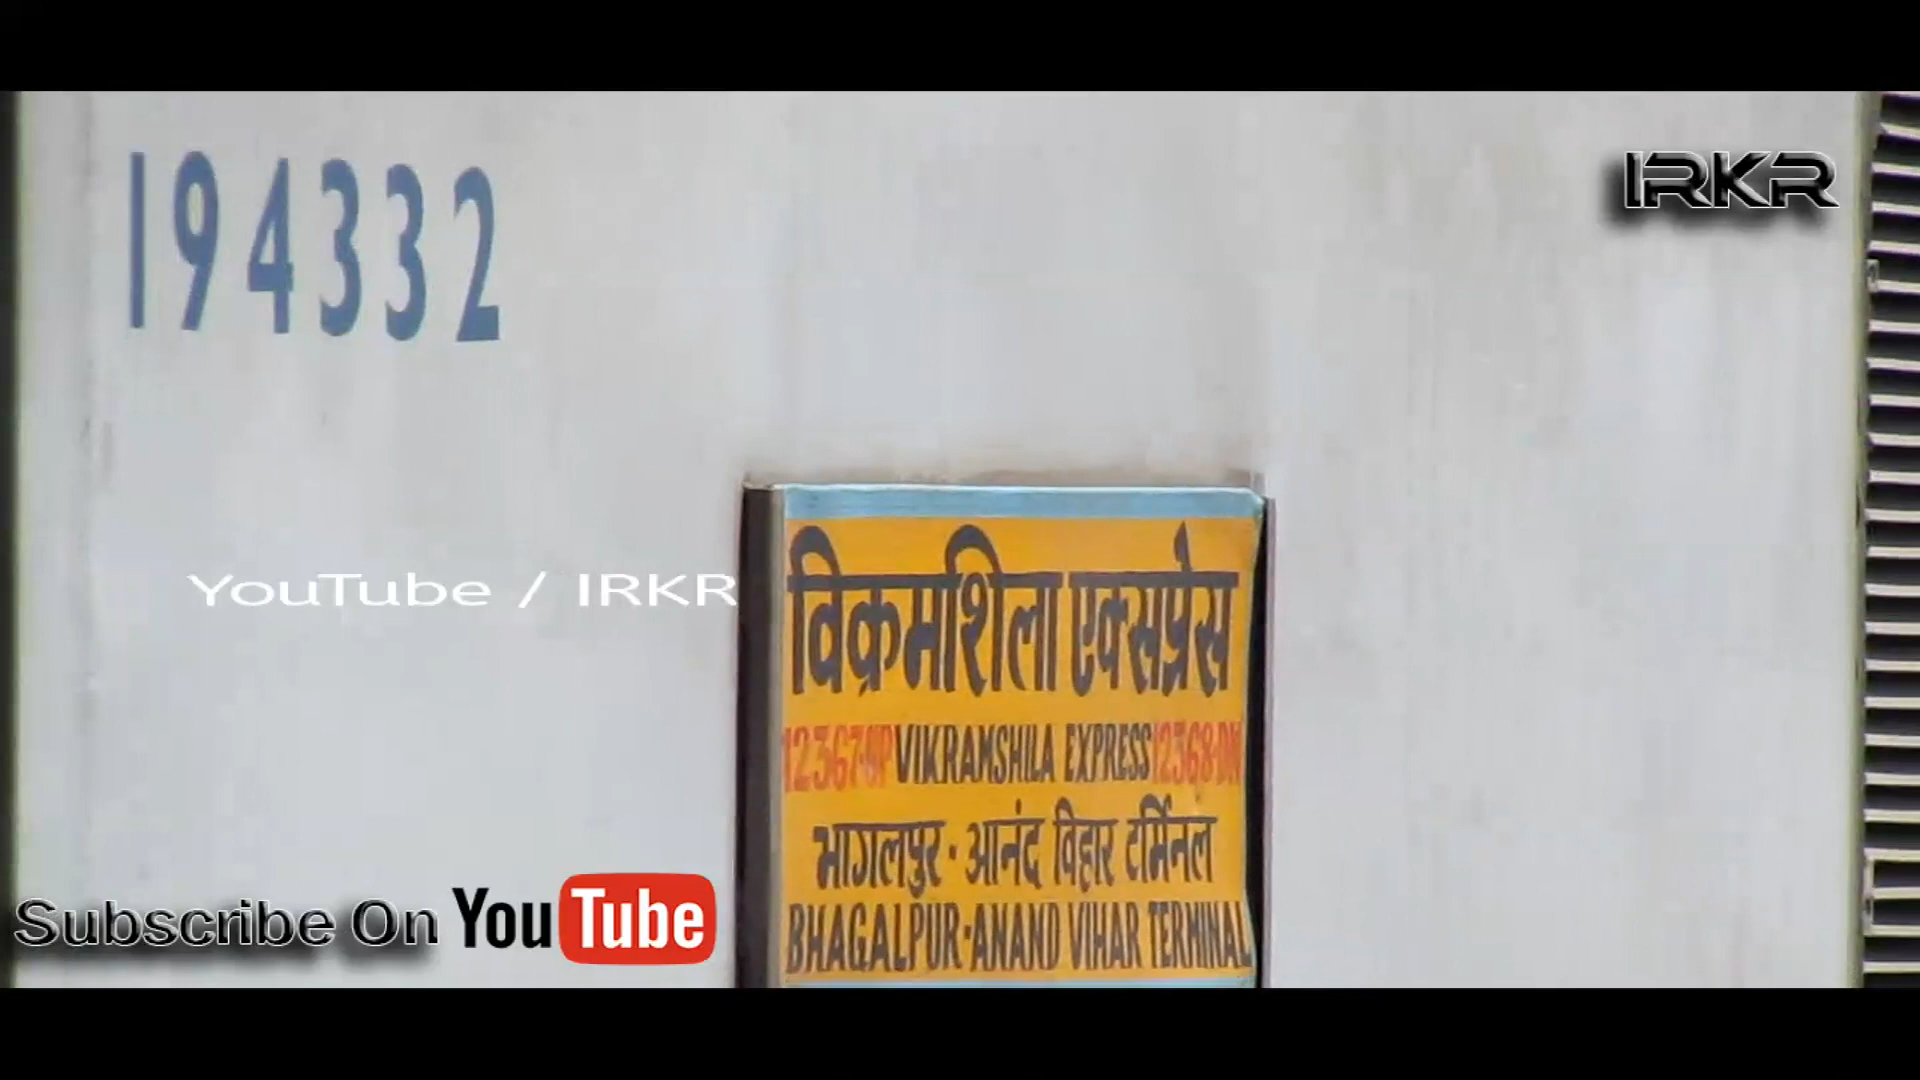 194332
IRKR
YouTube / IRKR
विक्रमशिला एक्सप्रेस
12367-UP VIKRAMSHILA EXPRESS 12368-DN
भागलपुर - आनंद विहार टर्मिनल
BHAGALPUR-ANAND VIHAR TERMINAL
Subscribe On YouTube